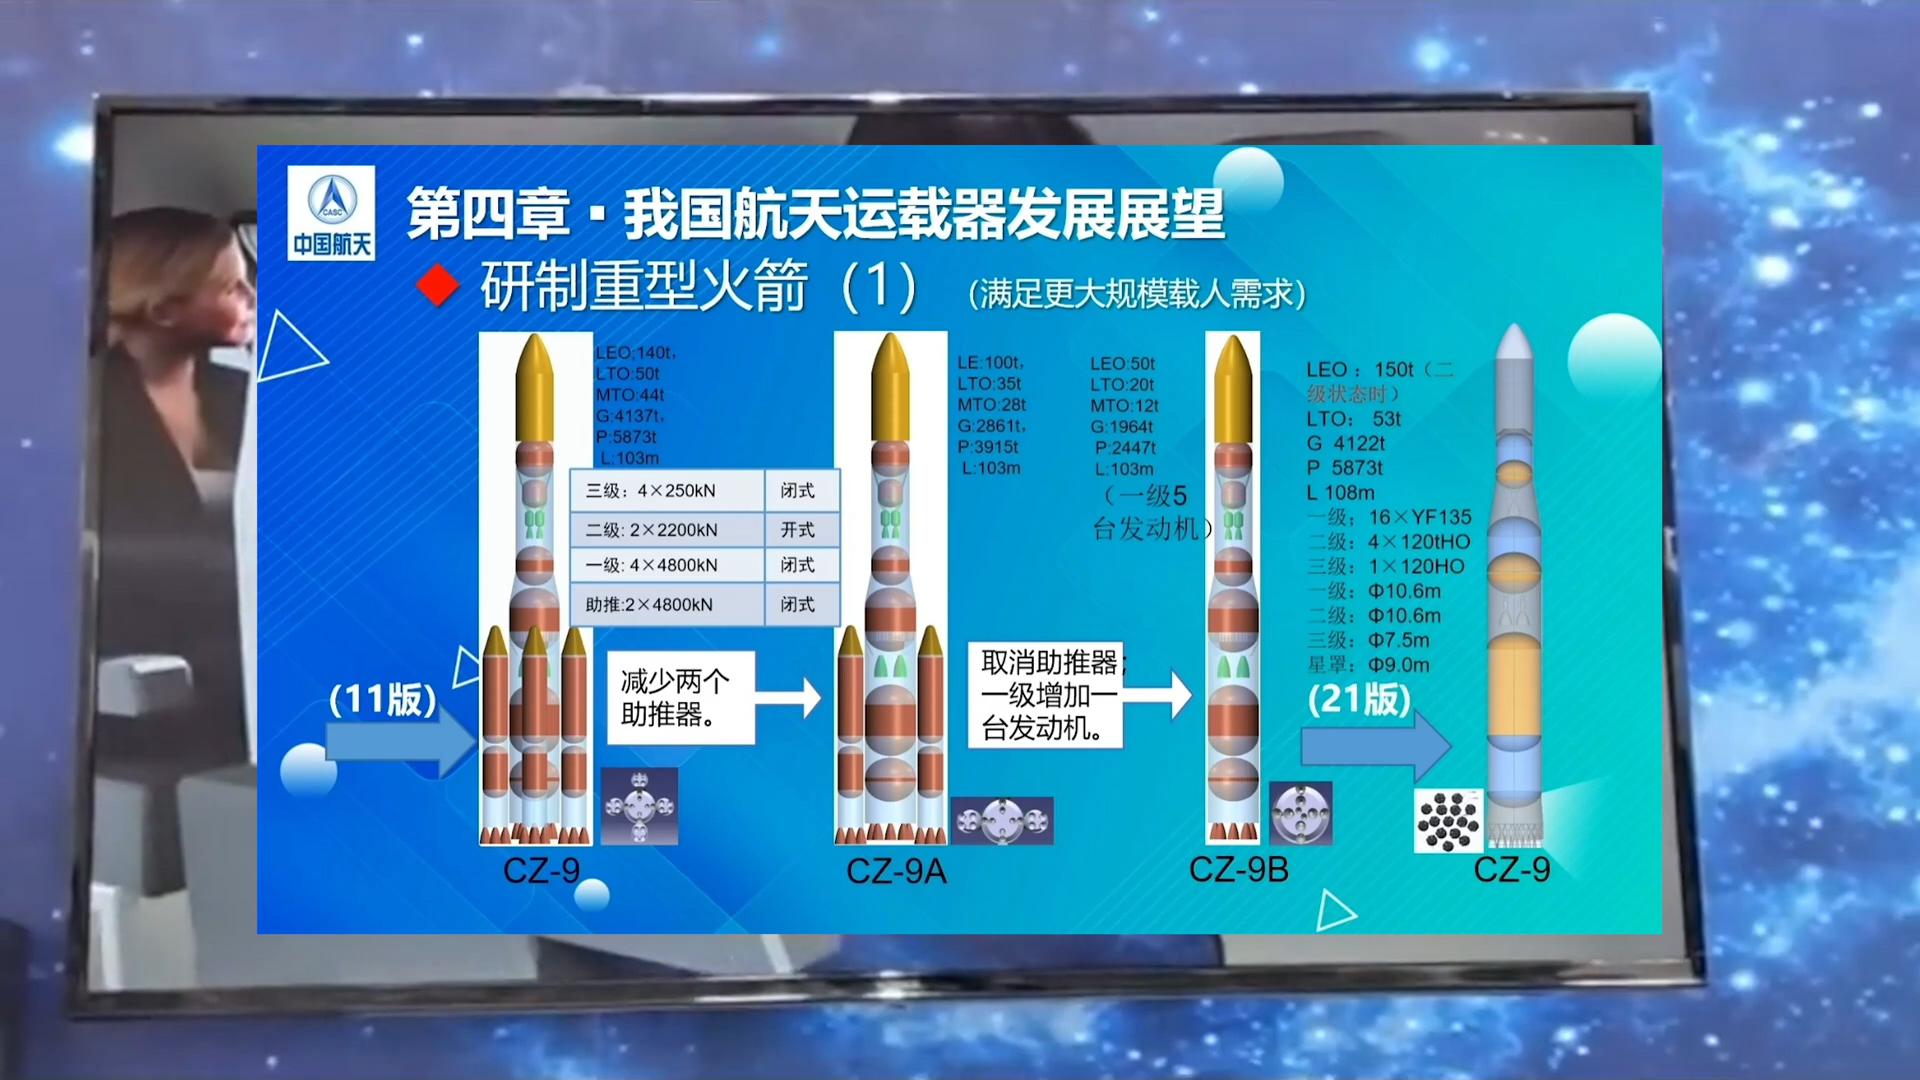 CASC
中国航天
第四章·我国航天运载器发展展望
研制重型火箭（1）（满足更大规模载人需求）
LEO:140t,
LTO:50t
MTO:44t
G:4137t,
P:5873t
L:103m
三级：4×250kN 闭式
二级: 2×2200kN 开式
一级: 4×4800kN 闭式
助推:2×4800kN 闭式
(11版)
减少两个
助推器。
CZ-9
LE:100t,
LTO:35t
MTO:28t
G:2861t,
P:3915t
L:103m
取消助推器;
一级增加一
台发动机。
CZ-9A
LEO:50t
LTO:20t
MTO:12t
G:1964t
P:2447t
L:103m
（一级5
台发动机）
CZ-9B
LEO： 150t（二
级状态时）
LTO： 53t
G 4122t
P 5873t
L 108m
一级：16×YF135
二级：4×120tHO
三级：1×120HO
一级：Φ10.6m
二级：Φ10.6m
三级：Φ7.5m
星罩：Φ9.0m
(21版)
CZ-9